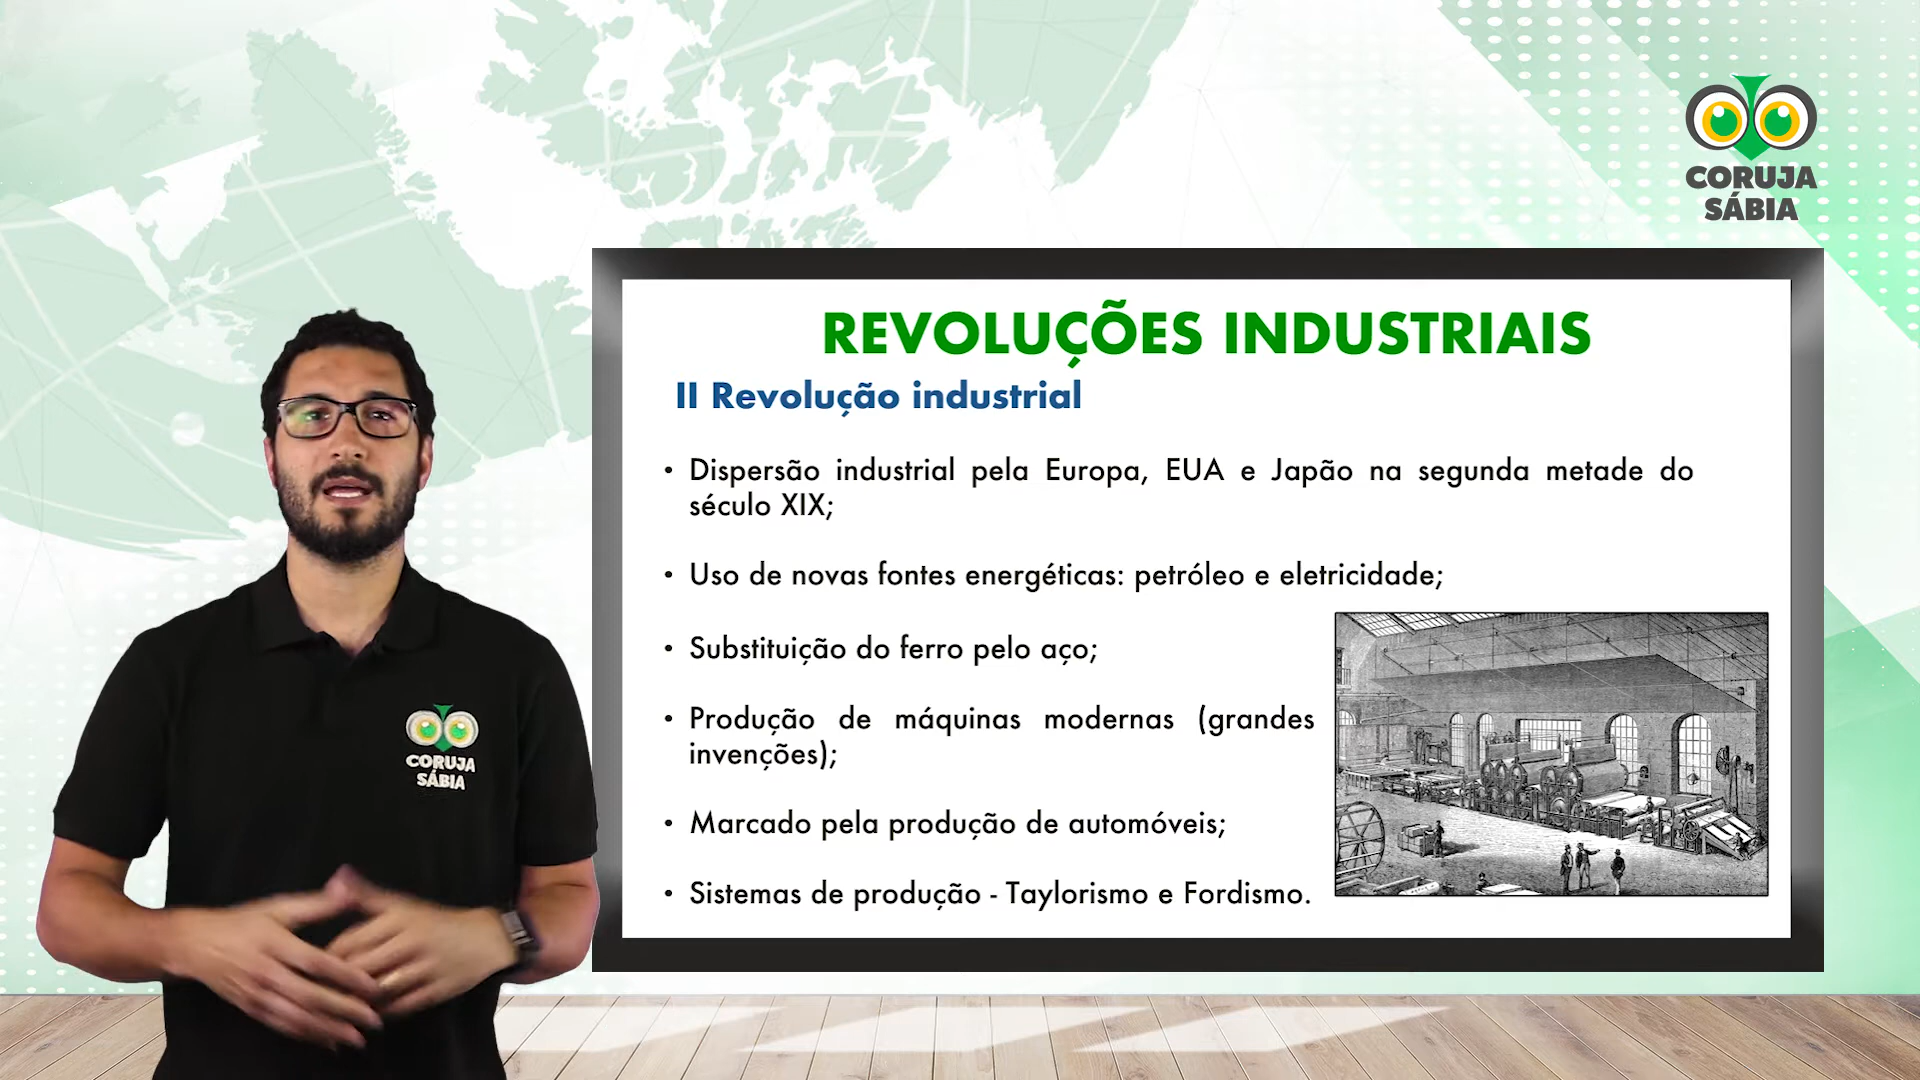 CORUJA
SÁBIA
REVOLUÇÕES INDUSTRIAIS
II Revolução industrial
• Dispersão industrial pela Europa, EUA e Japão na segunda metade do
século XIX;
• Uso de novas fontes energéticas: petróleo e eletricidade;
• Substituição do ferro pelo aço;
• Produção de máquinas modernas (grandes
invenções);
• Marcado pela produção de automóveis;
• Sistemas de produção - Taylorismo e Fordismo.
CORUJA
SÁBIA